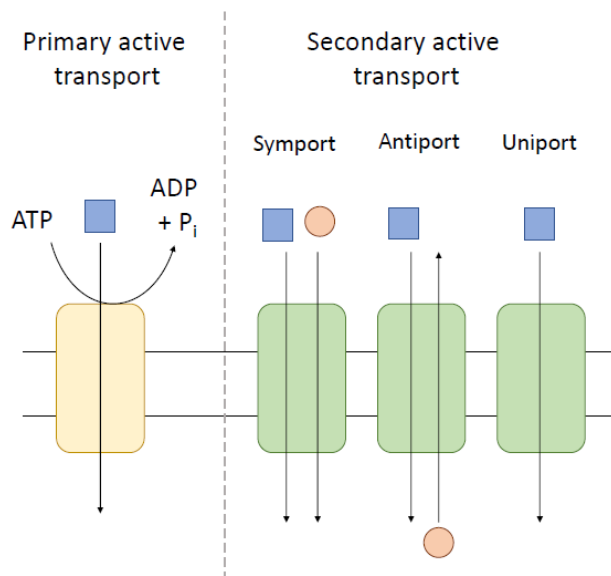 Primary active
transport
Secondary active
transport
Symport
Antiport
Uniport
ATP
ADP
+ Pi